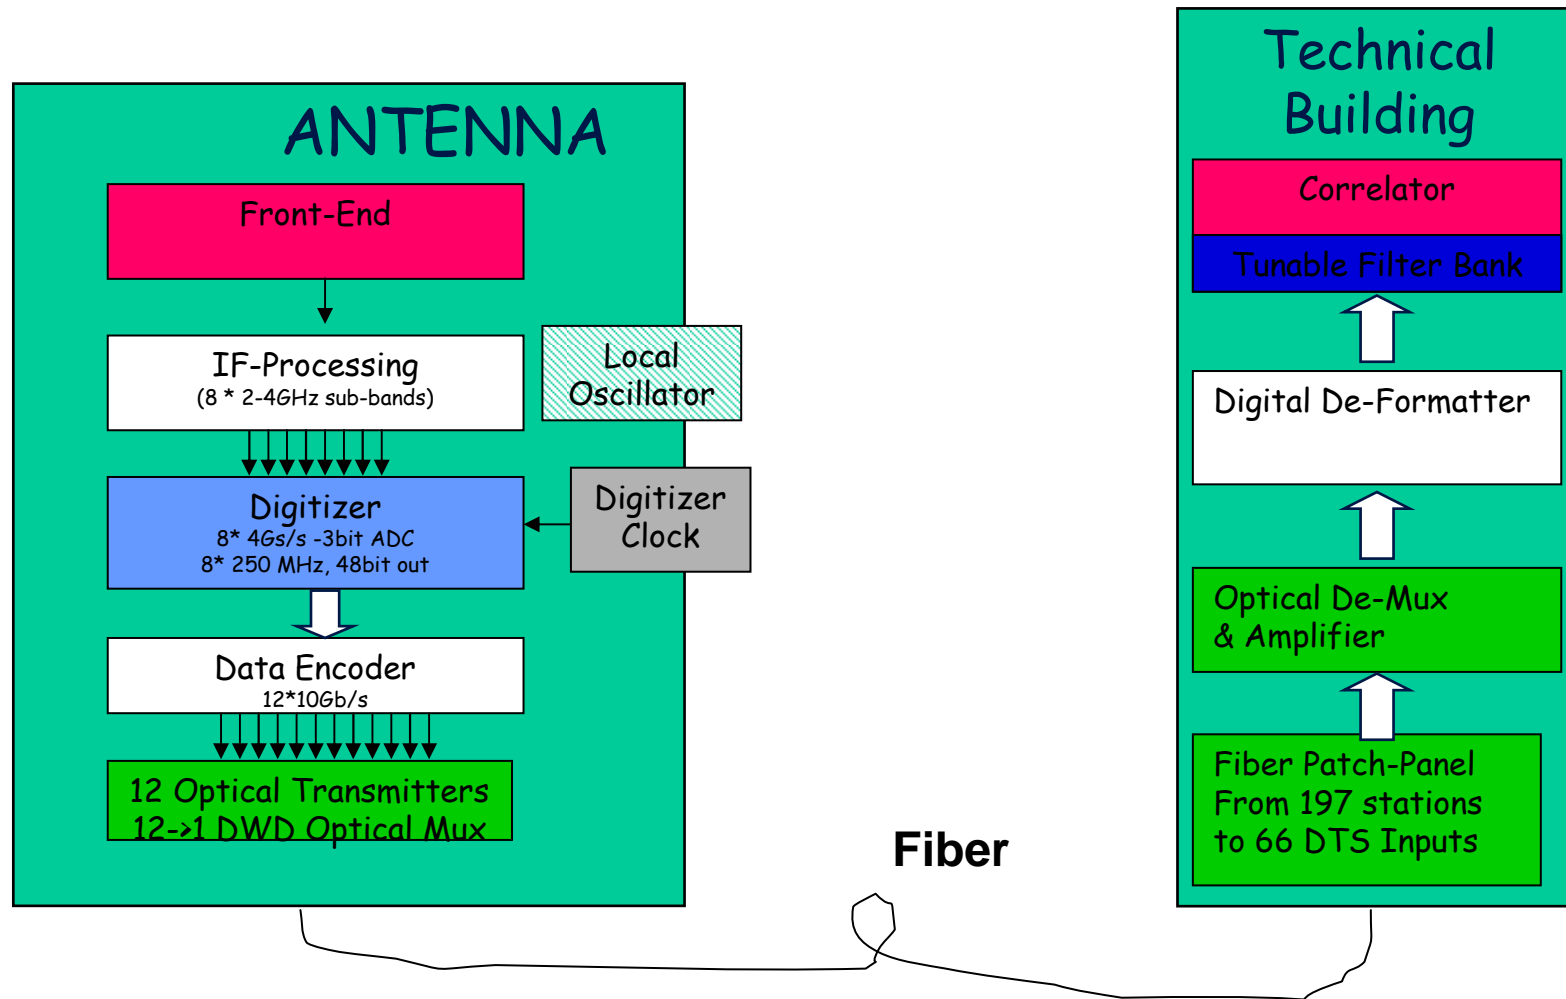 ANTENNA
Front-End
IF-Processing
(8 * 2-4GHz sub-bands)
Local
Oscillator
Digitizer
8* 4Gs/s -3bit ADC
8* 250 MHz, 48bit out
Digitizer
Clock
Data Encoder
12*10Gb/s
12 Optical Transmitters
12->1 DWD Optical Mux
Fiber
Technical
Building
Correlator
Tunable Filter Bank
Digital De-Formatter
Optical De-Mux
& Amplifier
Fiber Patch-Panel
From 197 stations
to 66 DTS Inputs